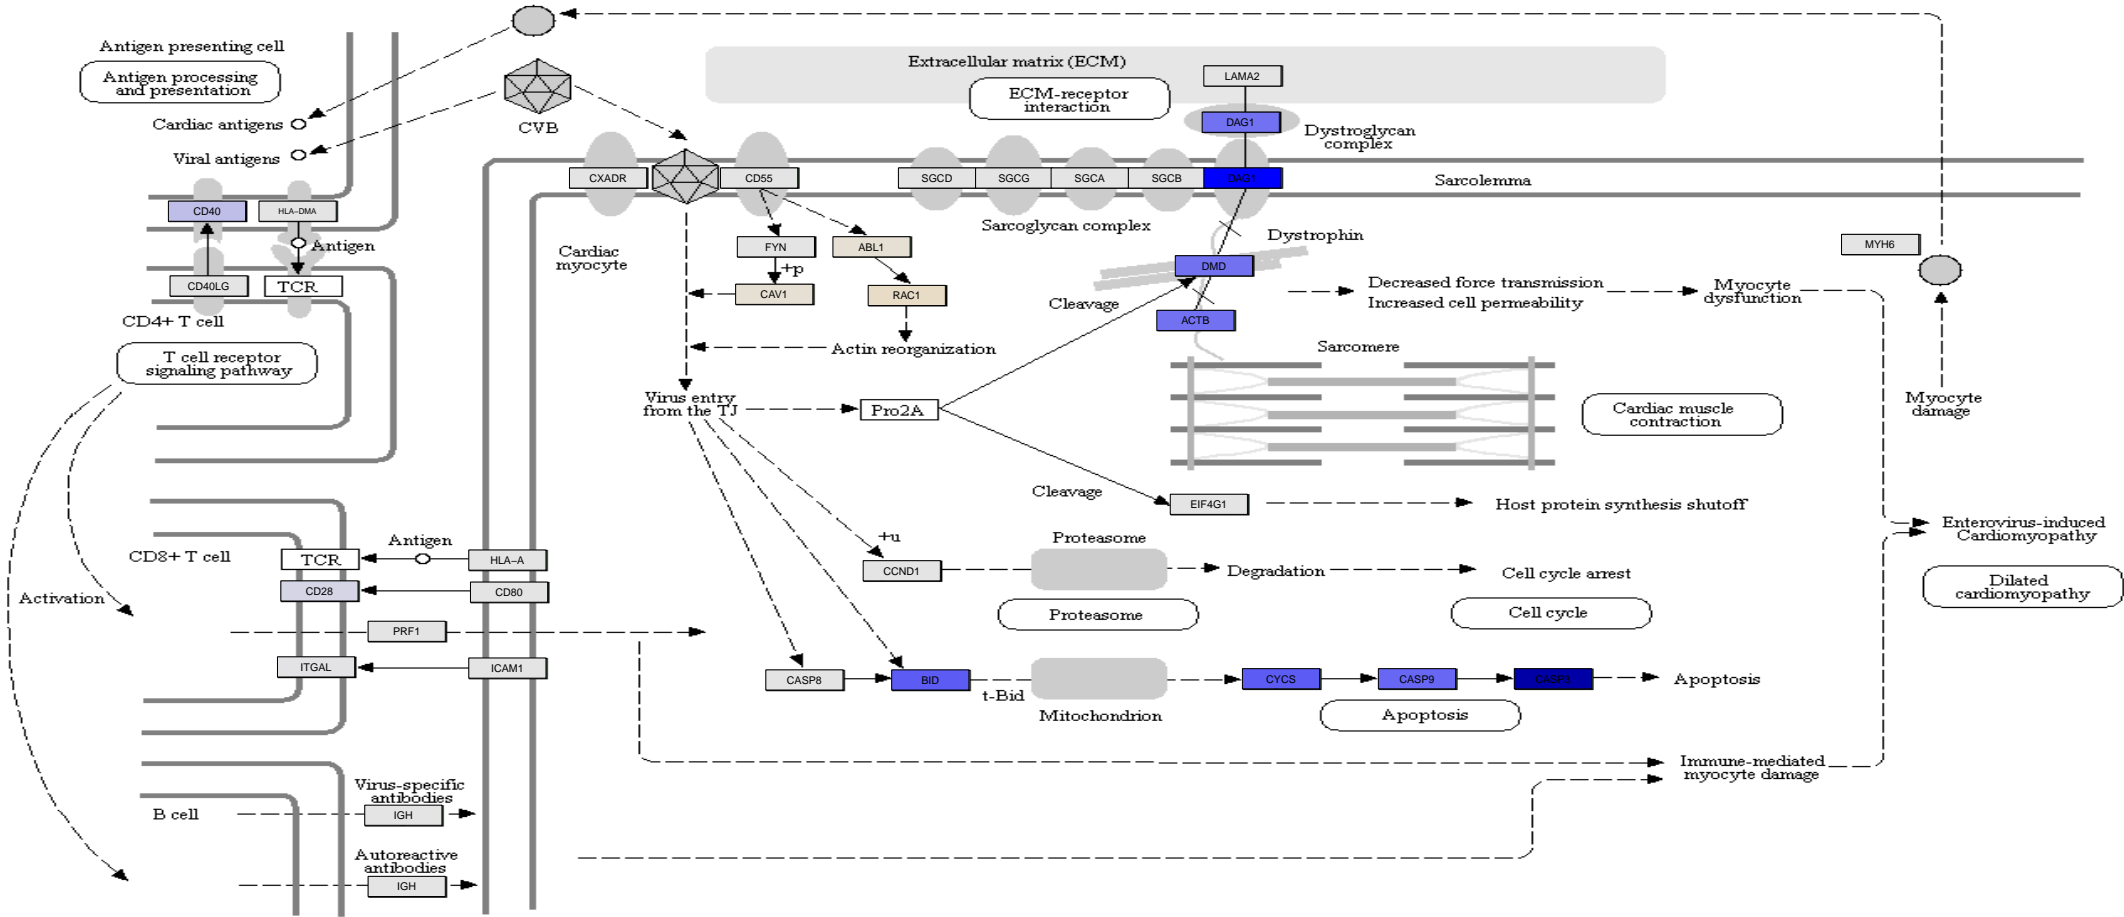 Antigen presenting cell
Antigen processing
and presentation
Cardiac antigens
Viral antigens
CVB
Extracellular matrix (ECM)
ECM-receptor
interaction
LAMA2
DAG1
Dystroglycan
complex
CXADR
CD55
SGCD
SGCG
SGCA
SGCB
DAG1
Sarcolemma
Sarcoglycan complex
CD40
HLA-DMA
Antigen
CD40LG
TCR
CD4+ T cell
T cell receptor
signaling pathway
Cardiac
myocyte
FYN
ABL1
+p
CAV1
RAC1
Actin reorganization
Dystrophin
DMD
Cleavage
ACTB
Decreased force transmission
Increased cell permeability
Myocyte
dysfunction
MYH6
Sarcomere
Cardiac muscle
contraction
Myocyte
damage
Virus entry
from the TJ
Pro2A
Cleavage
EIF4G1
Host protein synthesis shutoff
Enterovirus-induced
Cardiomyopathy
Dilated
cardiomyopathy
CD8+ T cell
TCR
Antigen
HLA-A
CD28
CD80
Activation
PRF1
ITGAL
ICAM1
+u
CCND1
Proteasome
Degradation
Cell cycle arrest
Proteasome
Cell cycle
CASP8
BID
t-Bid
Mitochondrion
CYCS
CASP9
CASP3
Apoptosis
Apoptosis
Immune-mediated
myocyte damage
Virus-specific
antibodies
B cell
IGH
Autoreactive
antibodies
IGH